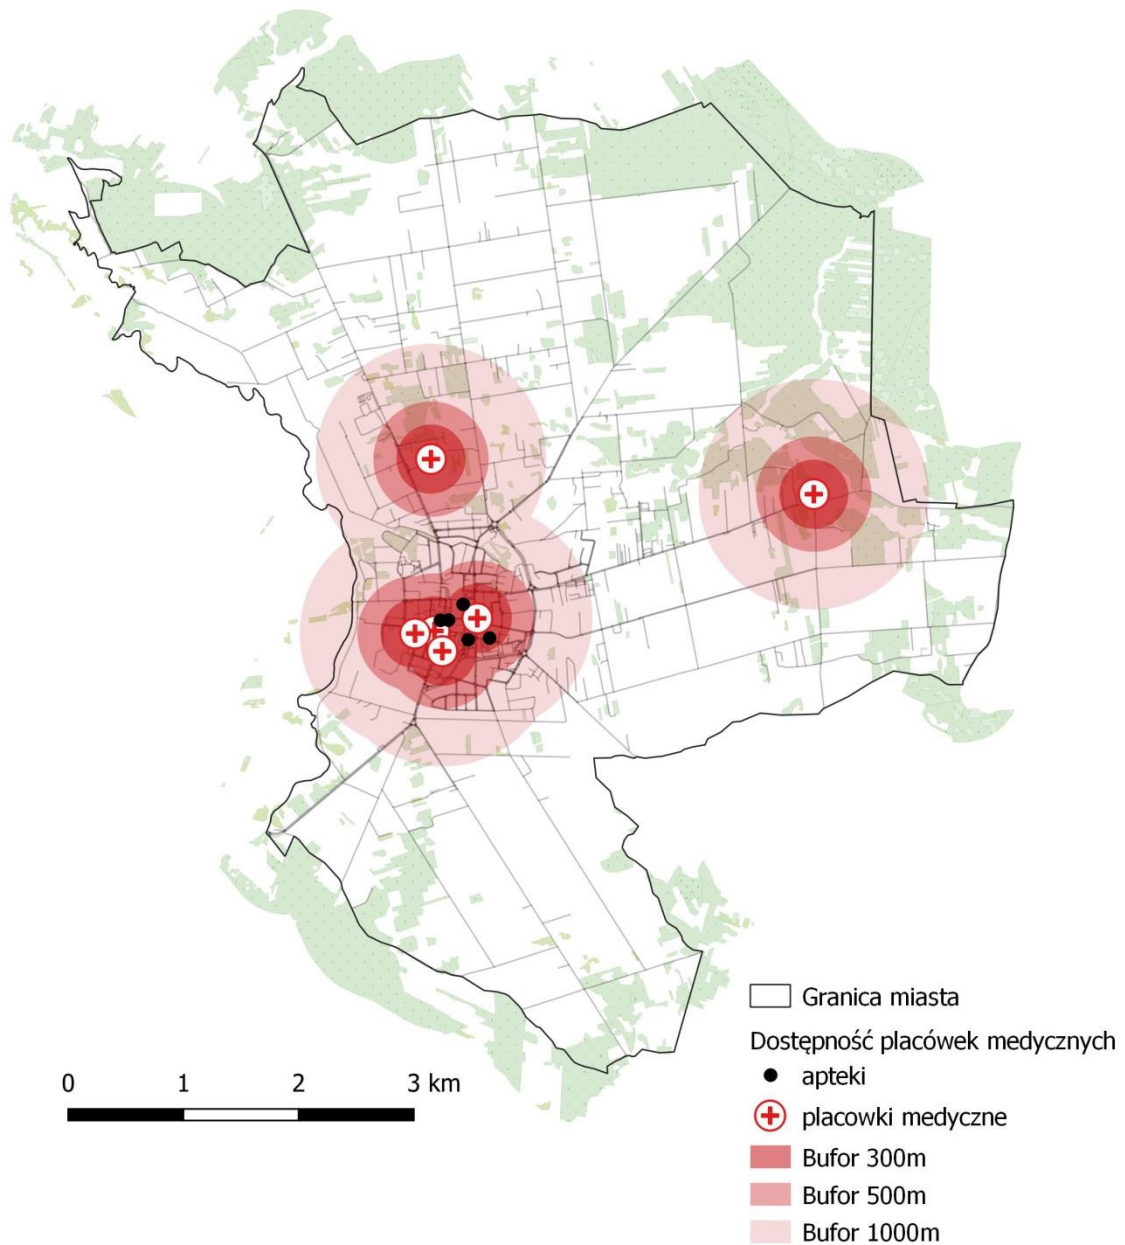 Granica miasta
Dostępność placówek medycznych
apteki
placowki medyczne
Bufor 300m
Bufor 500m
Bufor 1000m
0 1 2 3 km